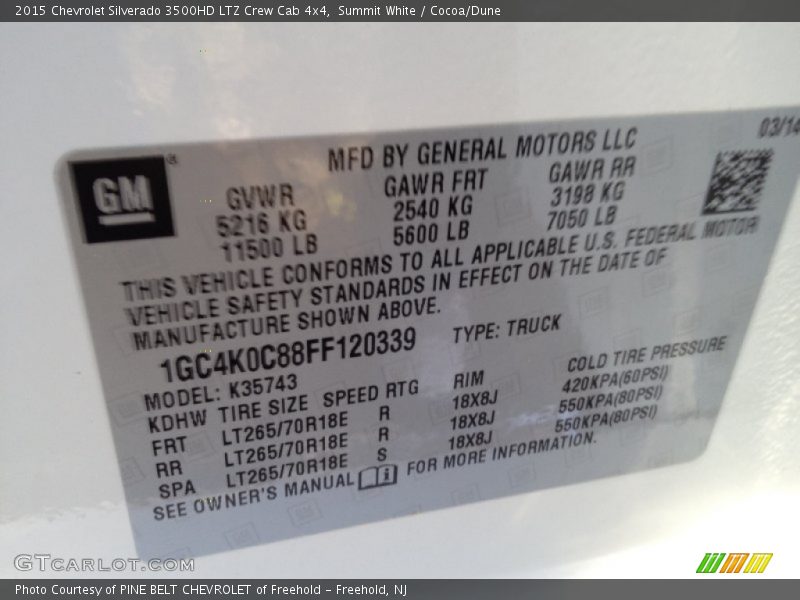 2015 Chevrolet Silverado 3500HD LTZ Crew Cab 4x4, Summit White / Cocoa/Dune
03/14
MFD BY GENERAL MOTORS LLC
GM
GVWR GAWR FRT GAWR RR
5216 KG 2540 KG 3198 KG
11500 LB 5600 LB 7050 LB
THIS VEHICLE CONFORMS TO ALL APPLICABLE U.S. FEDERAL MOTOR
VEHICLE SAFETY STANDARDS IN EFFECT ON THE DATE OF
MANUFACTURE SHOWN ABOVE.
1GC4K0C88FF120339 TYPE: TRUCK
MODEL: K35743
KDHW TIRE SIZE SPEED RTG RIM COLD TIRE PRESSURE
FRT LT265/70R18E R 18X8J 420KPA(60PSI)
RR LT265/70R18E R 18X8J 550KPA(80PSI)
SPA LT265/70R18E S 18X8J 550KPA(80PSI)
SEE OWNER'S MANUAL FOR MORE INFORMATION.
GTCARLOT.COM
Photo Courtesy of PINE BELT CHEVROLET of Freehold - Freehold, NJ